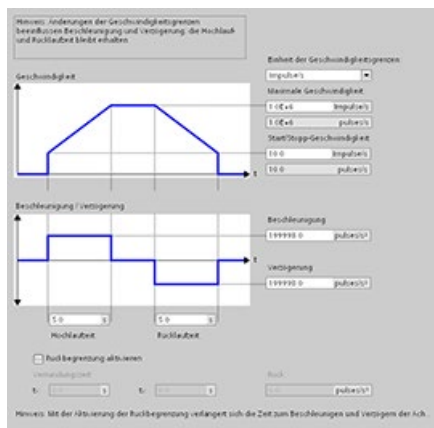 Hinweis: Änderungen der Geschwindigkeitsgrenzen
beeinflussen Beschleunigung und Verzögerung; die Hochlauf-
und Rücklaufzeit bleibt erhalten.
Einheit der Geschwindigkeitsgrenzen:
Impulse/s
Geschwindigkeit
Maximale Geschwindigkeit
1.0E+6 Impulse/s
1.0E+6 pulses/s
Start/Stopp-Geschwindigkeit
10.0 Impulse/s
10.0 pulses/s
t
Beschleunigung / Verzögerung
Beschleunigung
199998.0 pulses/s²
t
Verzögerung
199998.0 pulses/s²
5.0 s
5.0 s
Hochlaufzeit
Rücklaufzeit
Ruckbegrenzung aktivieren
Verrundungszeit
Ruck
t₁ s
t₂ s
pulses/s³
Hinweis: Mit der Aktivierung der Ruckbegrenzung verlängert sich die Zeit zum Beschleunigen und Verzögern der Ach